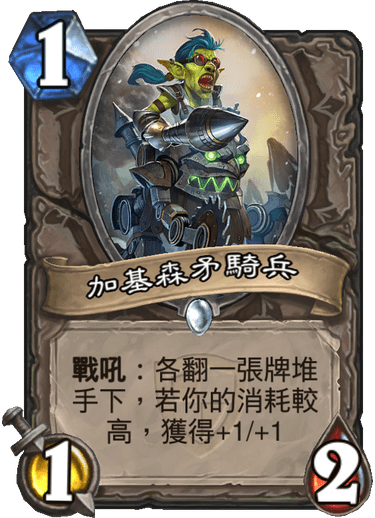 1
加基森矛騎兵
戰吼：各翻一張牌堆
手下，若你的消耗較
高，獲得+1/+1
1
2